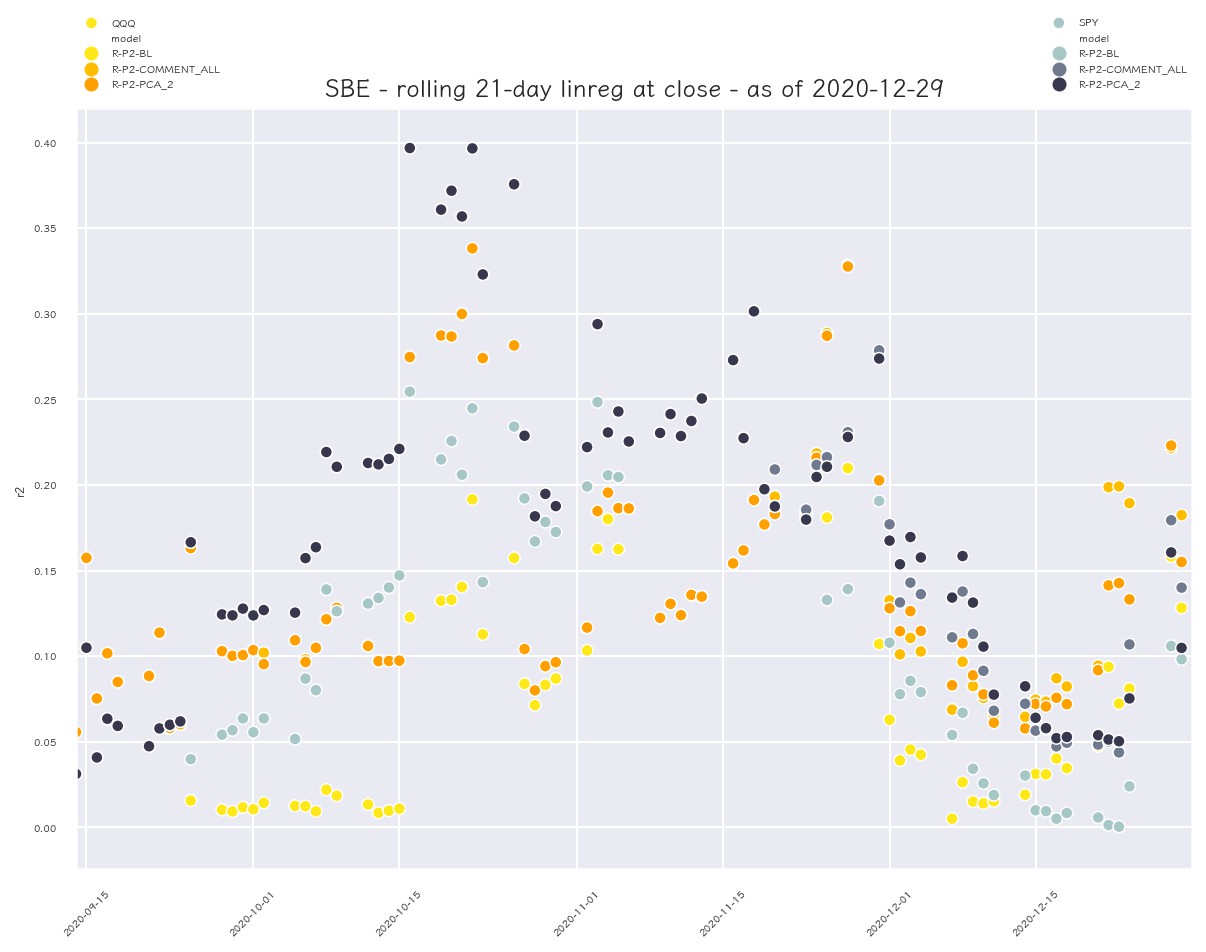 QQQ
model
R-P2-BL
R-P2-COMMENT_ALL
R-P2-PCA_2
SPY
model
R-P2-BL
R-P2-COMMENT_ALL
R-P2-PCA_2
SBE - rolling 21-day linreg at close - as of 2020-12-29
0.40
0.35
0.30
0.25
0.20
0.15
0.10
0.05
0.00
r2
2020-09-15
2020-10-01
2020-10-15
2020-11-01
2020-11-15
2020-12-01
2020-12-15